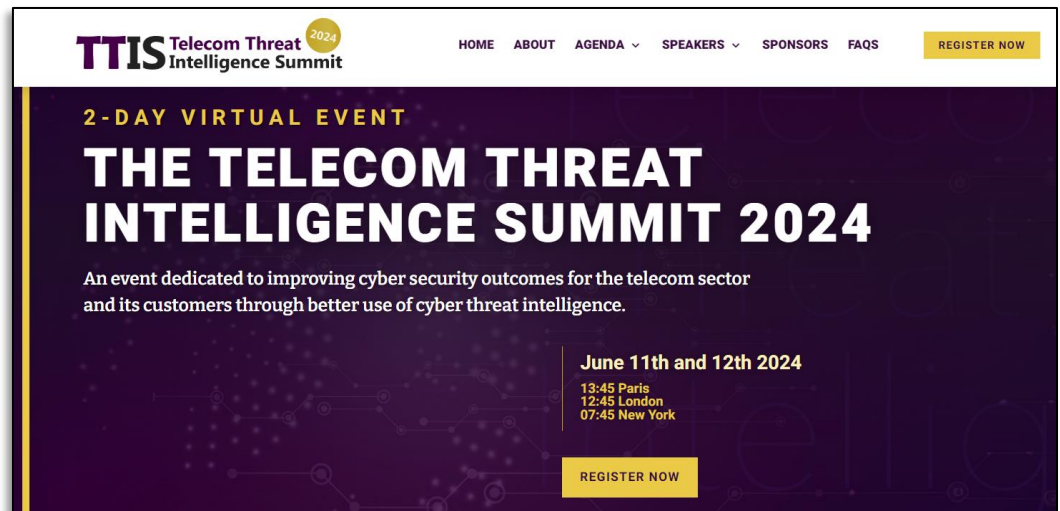 TTIS Telecom Threat 2024
Intelligence Summit
HOME ABOUT AGENDA SPEAKERS SPONSORS FAQS REGISTER NOW
2-DAY VIRTUAL EVENT
THE TELECOM THREAT
INTELLIGENCE SUMMIT 2024
An event dedicated to improving cyber security outcomes for the telecom sector
and its customers through better use of cyber threat intelligence.
June 11th and 12th 2024
13:45 Paris
12:45 London
07:45 New York
REGISTER NOW